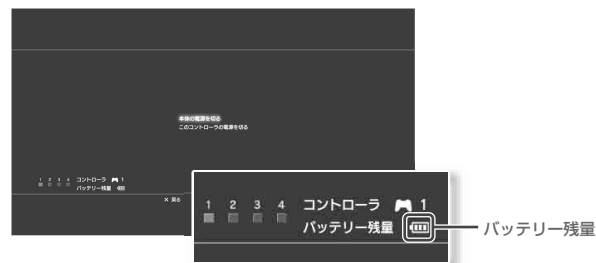 本体の電源を切る
このコントローラの電源を切る
1 2 3 4 コントローラ 1
バッテリー残量
× 戻る
1 2 3 4 コントローラ 1
バッテリー残量
バッテリー残量